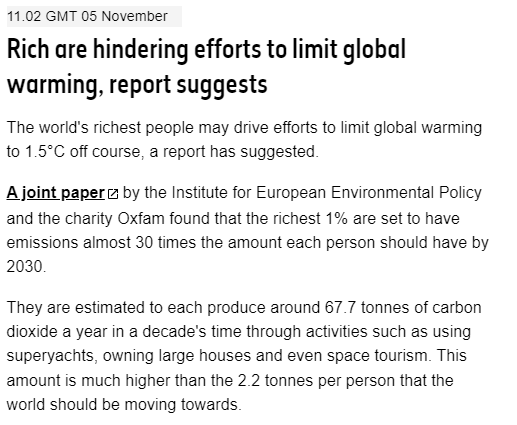 11.02 GMT 05 November
Rich are hindering efforts to limit global
warming, report suggests
The world's richest people may drive efforts to limit global warming
to 1.5°C off course, a report has suggested.
A joint paper by the Institute for European Environmental Policy
and the charity Oxfam found that the richest 1% are set to have
emissions almost 30 times the amount each person should have by
2030.
They are estimated to each produce around 67.7 tonnes of carbon
dioxide a year in a decade's time through activities such as using
superyachts, owning large houses and even space tourism. This
amount is much higher than the 2.2 tonnes per person that the
world should be moving towards.